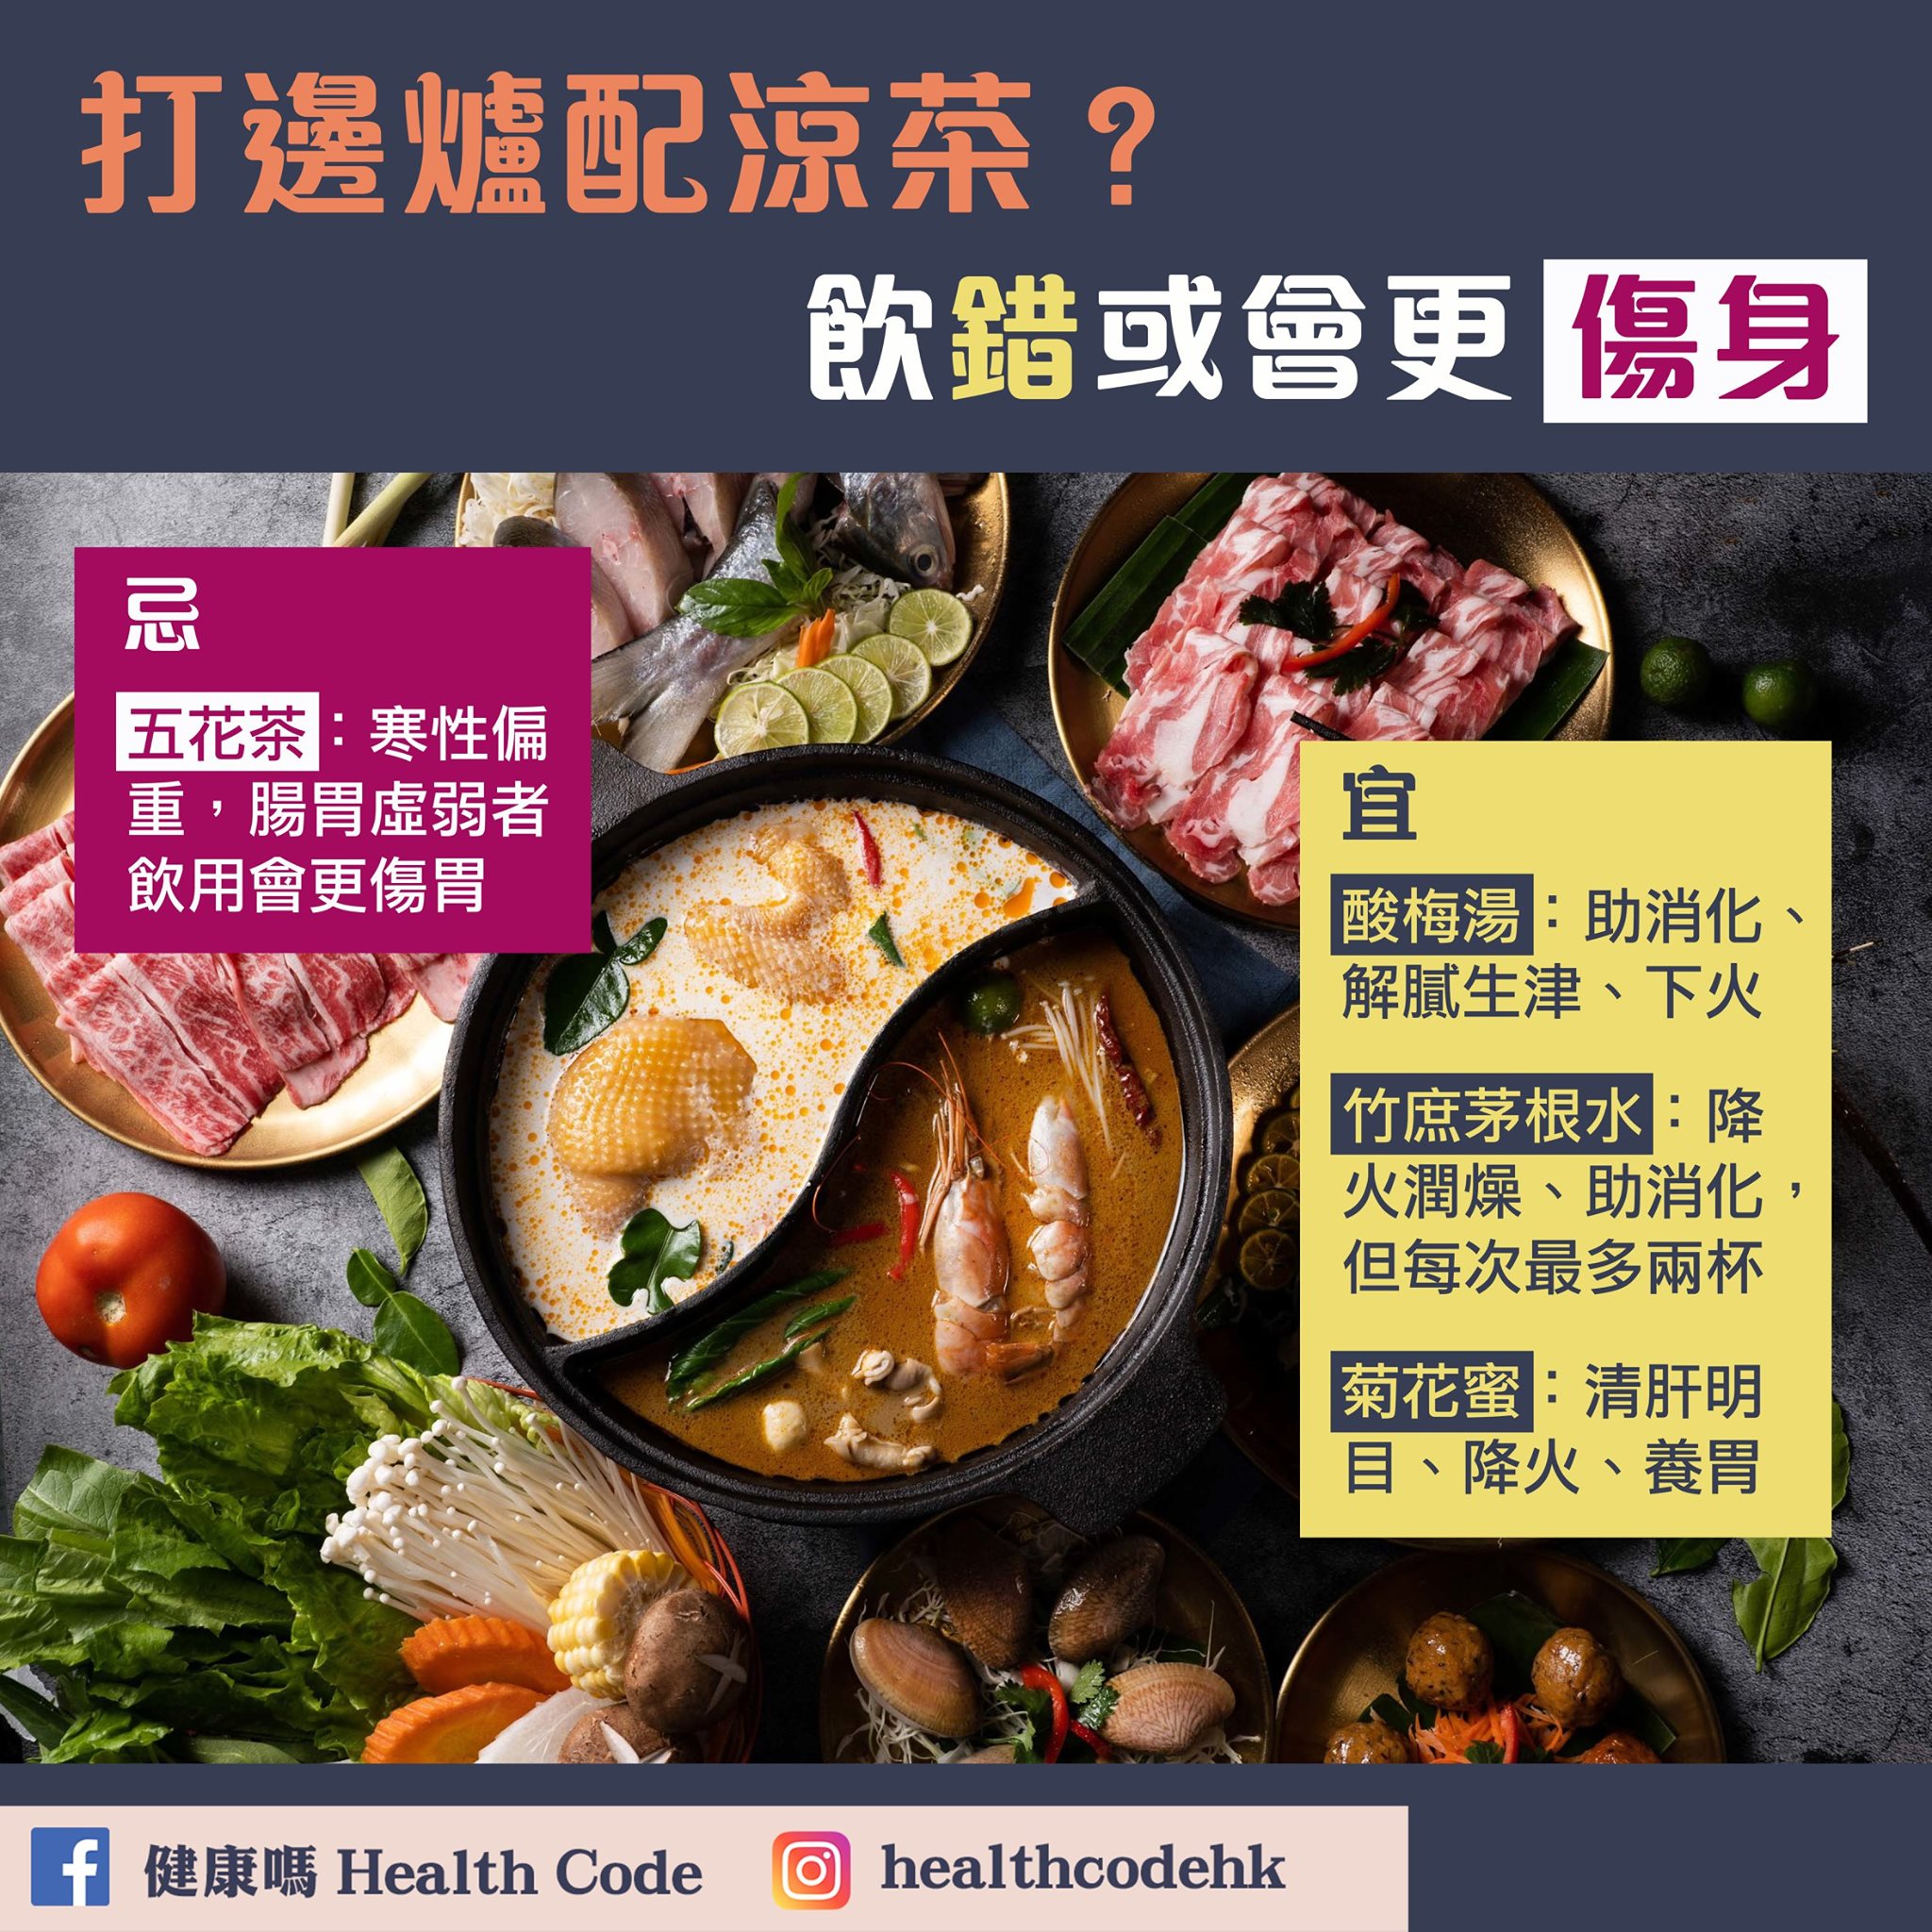 打邊爐配涼茶？
飲錯或會更傷身
忌
五花茶：寒性偏
重，腸胃虛弱者
飲用會更傷胃
宜
酸梅湯：助消化、
解膩生津、下火
竹庶茅根水：降
火潤燥、助消化，
但每次最多兩杯
菊花蜜：清肝明
目、降火、養胃
健康嗎 Health Code
healthcodehk